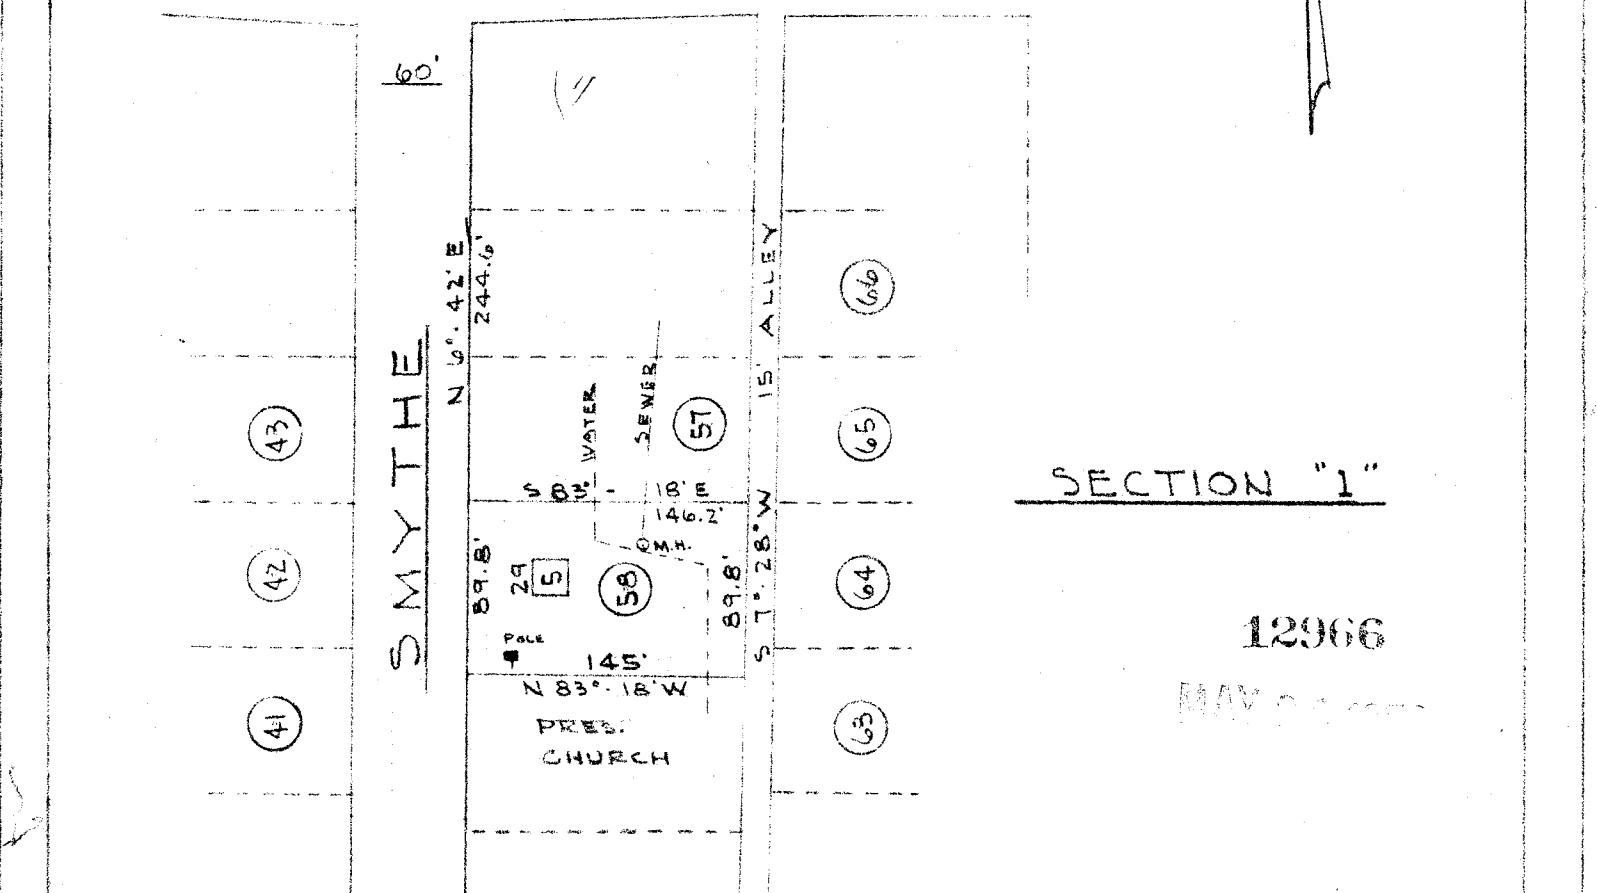 60'
SMYTHE
N 6°. 42' E
244.6'
15' ALLEY
S 7°. 28' W
WATER
SEWER
43
42
41
57
58
66
65
64
63
S 83° - 18' E
146.2'
M.H.
89.8'
29
5
89.8'
POLE
145'
N 83°. 18' W
PRES.
CHURCH
SECTION "1"
12966
MAY